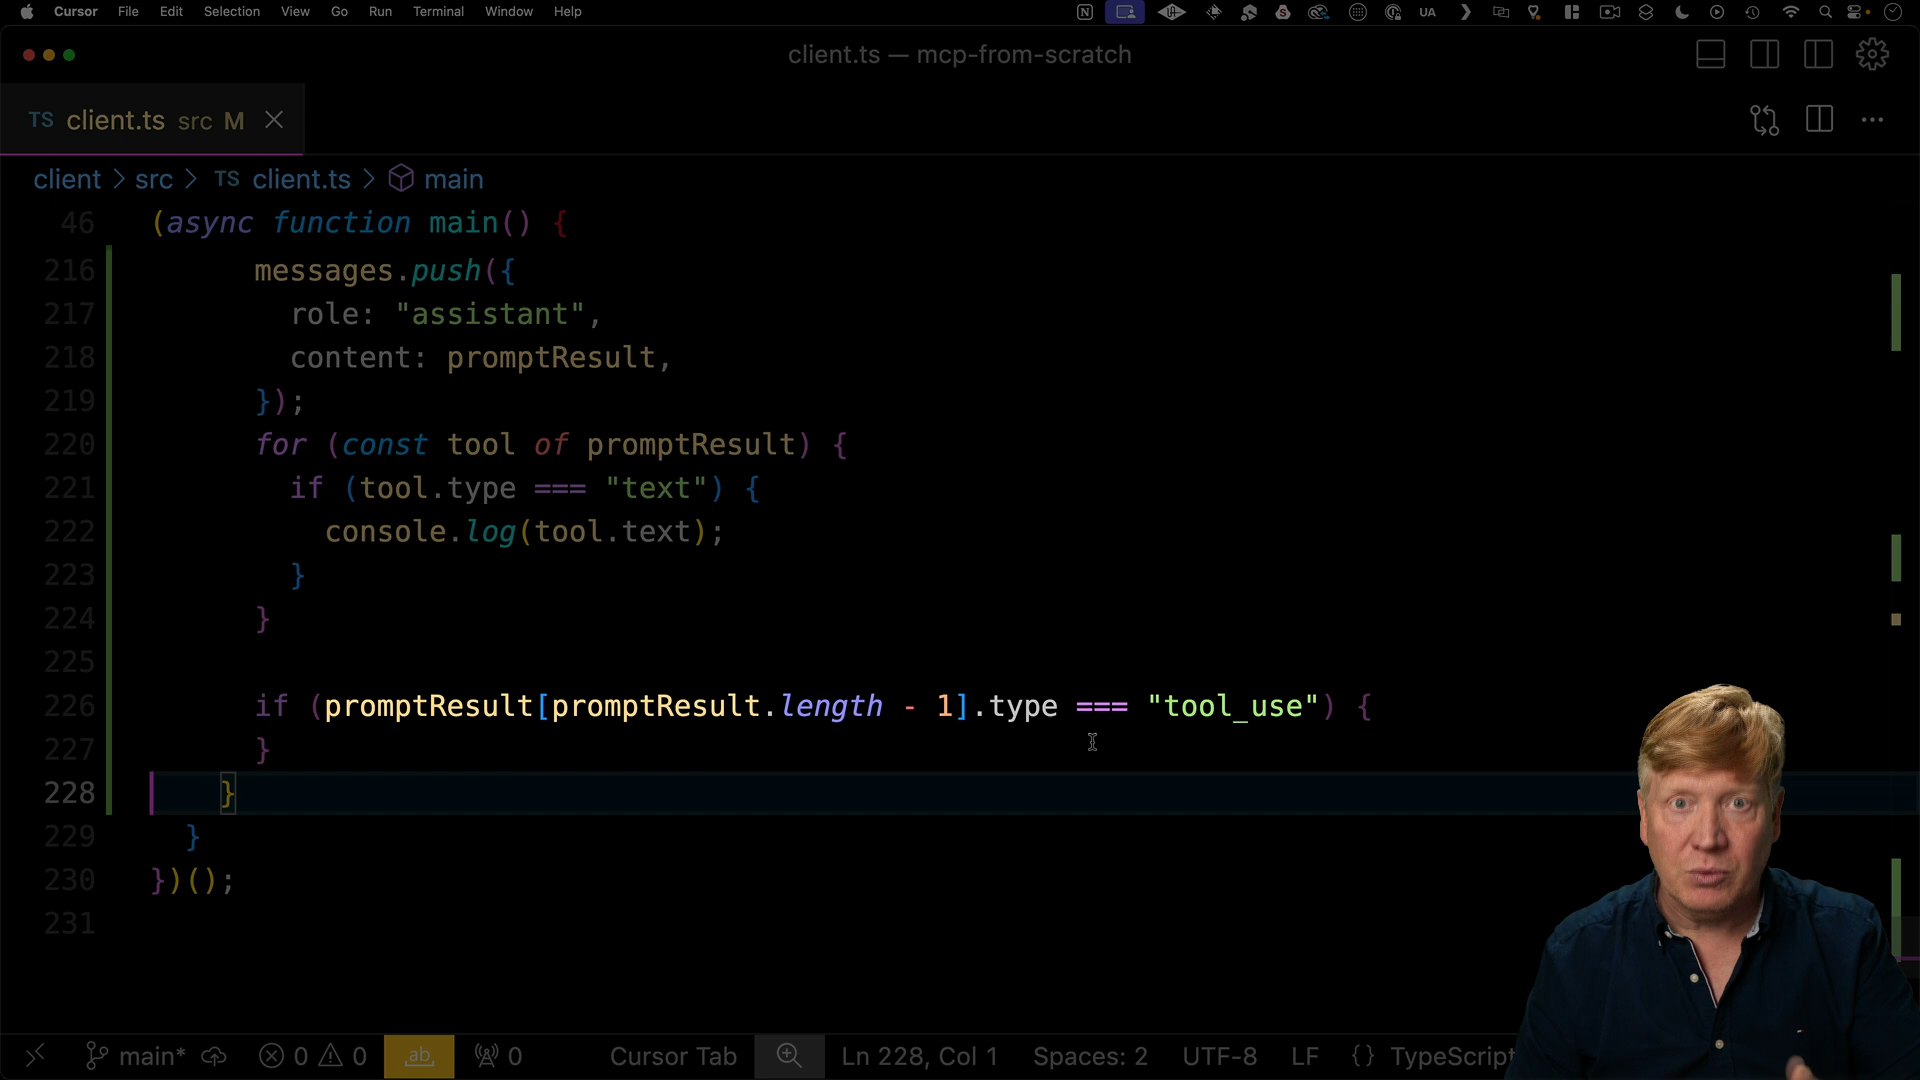 Cursor File Edit Selection View Go Run Terminal Window Help UA
client.ts — mcp-from-scratch
TS client.ts src M
client > src > TS client.ts > main
46 (async function main() {
216 messages.push({
217 role: "assistant",
218 content: promptResult,
219 });
220 for (const tool of promptResult) {
221 if (tool.type === "text") {
222 console.log(tool.text);
223 }
224 }
225
226 if (promptResult[promptResult.length - 1].type === "tool_use") {
227 }
228 }
229 }
230 })();
231
main* 0 0 ab, 0 Cursor Tab Ln 228, Col 1 Spaces: 2 UTF-8 LF {} TypeScript